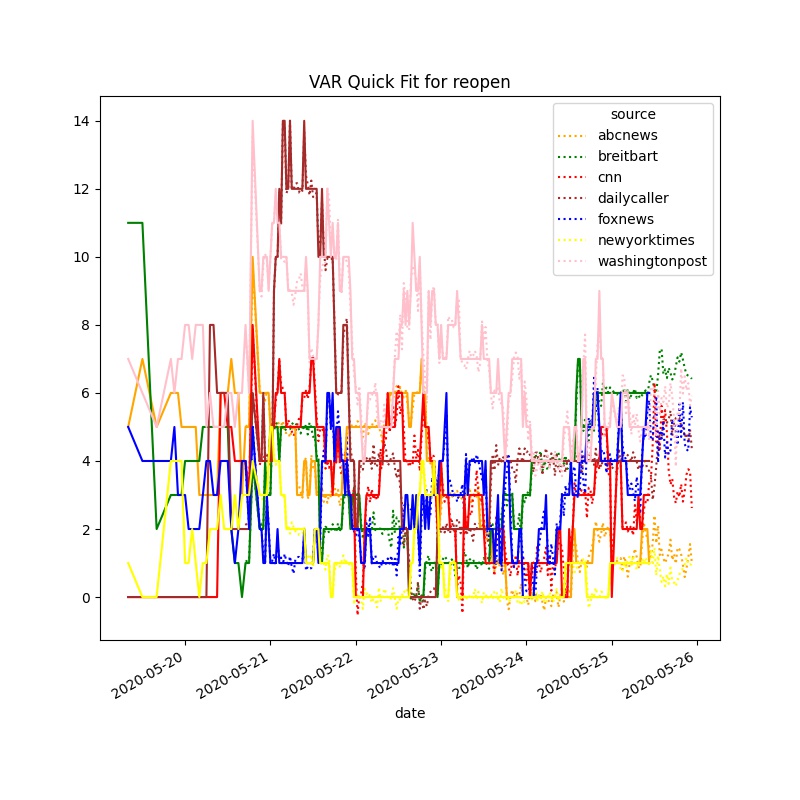 VAR Quick Fit for reopen
14
12
10
8
6
4
2
0
source
abcnews
breitbart
cnn
dailycaller
foxnews
newyorktimes
washingtonpost
2020-05-20
2020-05-21
2020-05-22
2020-05-23
2020-05-24
2020-05-25
2020-05-26
date